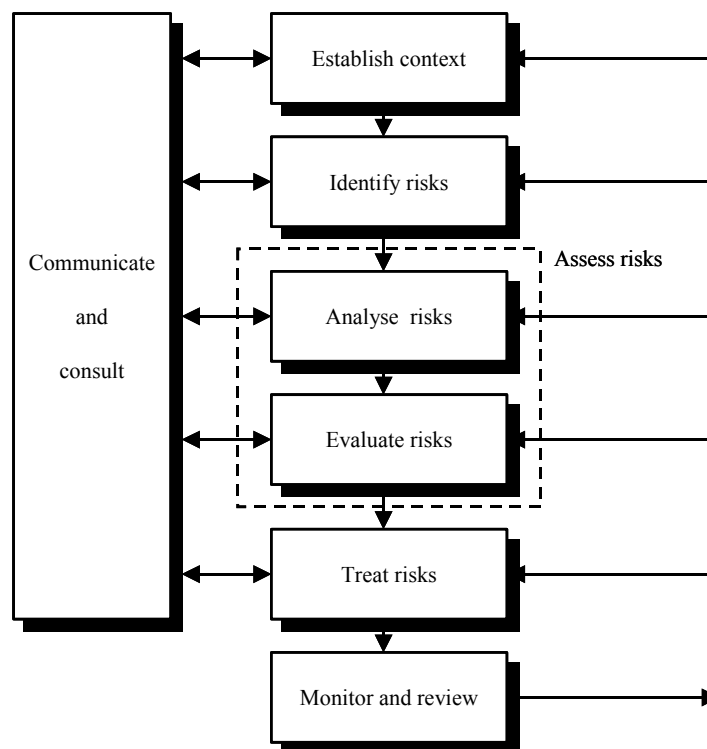 Establish context
Identify risks
Assess risks
Communicate
and
consult
Analyse risks
Evaluate risks
Treat risks
Monitor and review